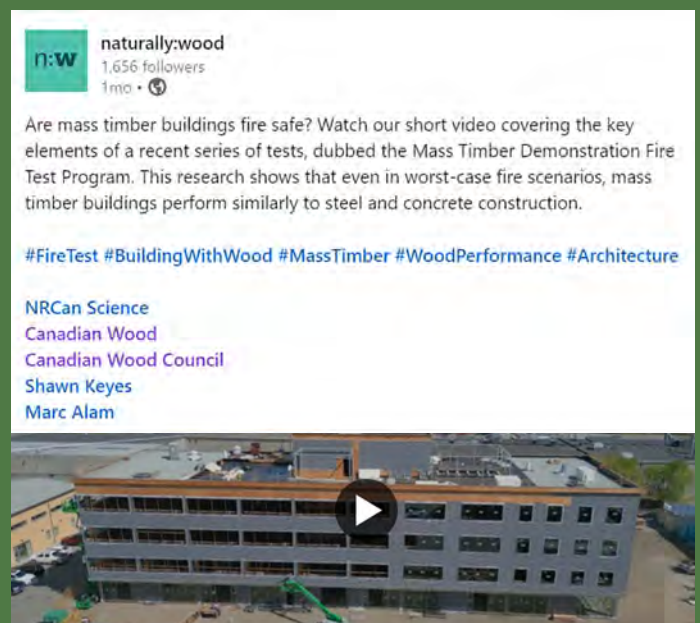 n:w
naturally:wood
1,656 followers
1mo •
Are mass timber buildings fire safe? Watch our short video covering the key
elements of a recent series of tests, dubbed the Mass Timber Demonstration Fire
Test Program. This research shows that even in worst-case fire scenarios, mass
timber buildings perform similarly to steel and concrete construction.
#FireTest #BuildingWithWood #MassTimber #WoodPerformance #Architecture
NRCan Science
Canadian Wood
Canadian Wood Council
Shawn Keyes
Marc Alam